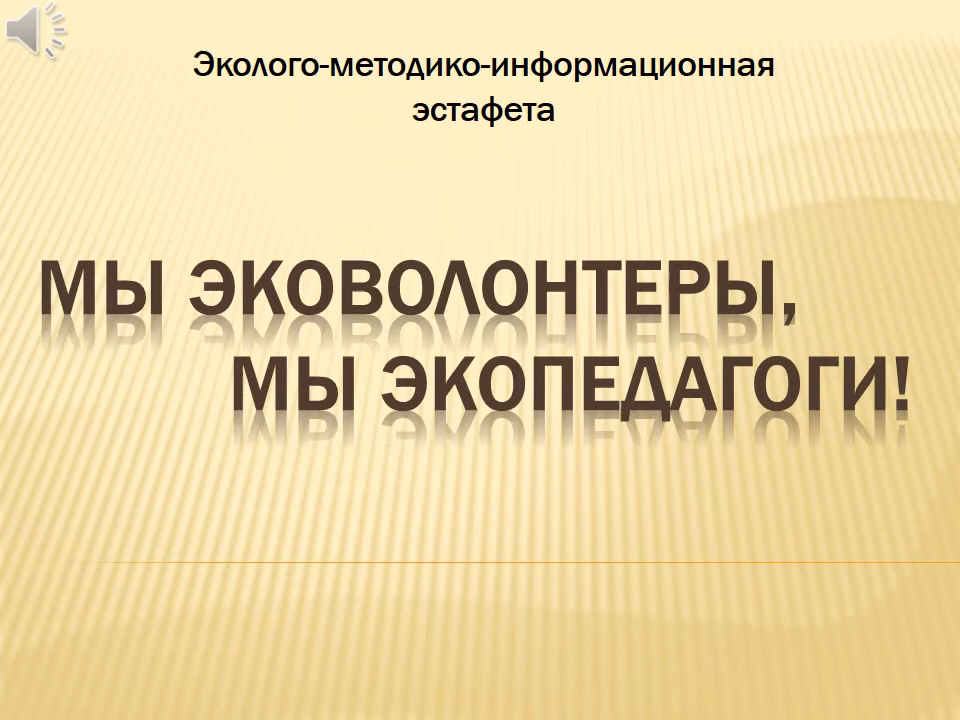 Эколого-методико-информационная
эстафета
МЫ ЭКОВОЛОНТЕРЫ,
МЫ ЭКОПЕДАГОГИ!